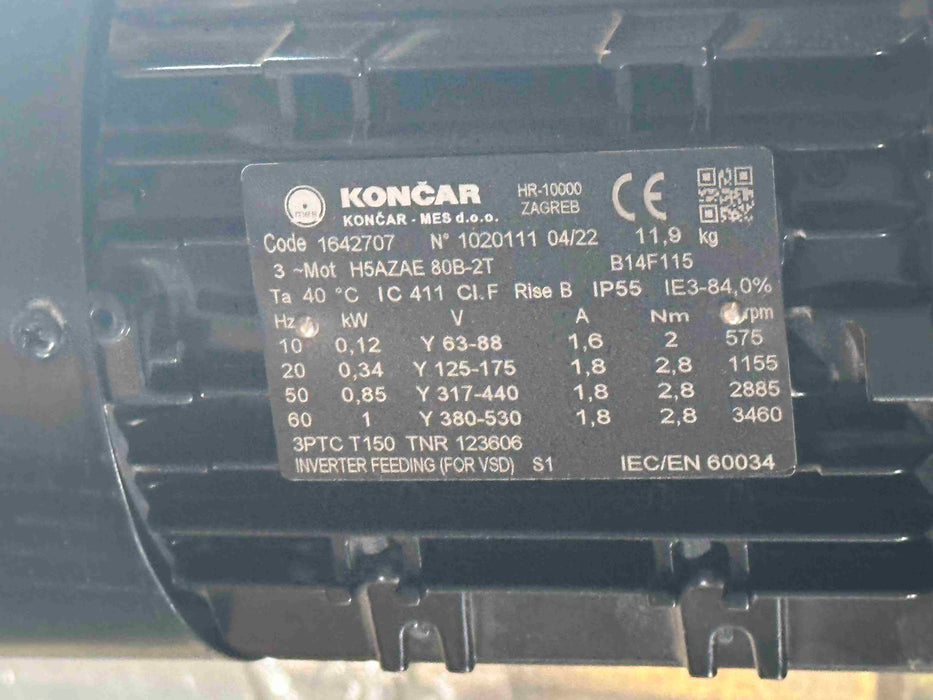 mes KONČAR HR-10000 CE
KONČAR - MES d.o.o. ZAGREB
Code 1642707 N° 1020111 04/22 11,9 kg
3 ~Mot H5AZAE 80B-2T B14F115
Ta 40 °C IC 411 Cl.F Rise B IP55 IE3-84,0%
Hz kW V A Nm rpm
10 0,12 Y 63-88 1,6 2 575
20 0,34 Y 125-175 1,8 2,8 1155
50 0,85 Y 317-440 1,8 2,8 2885
60 1 Y 380-530 1,8 2,8 3460
3PTC T150 TNR 123606
INVERTER FEEDING (FOR VSD) S1 IEC/EN 60034